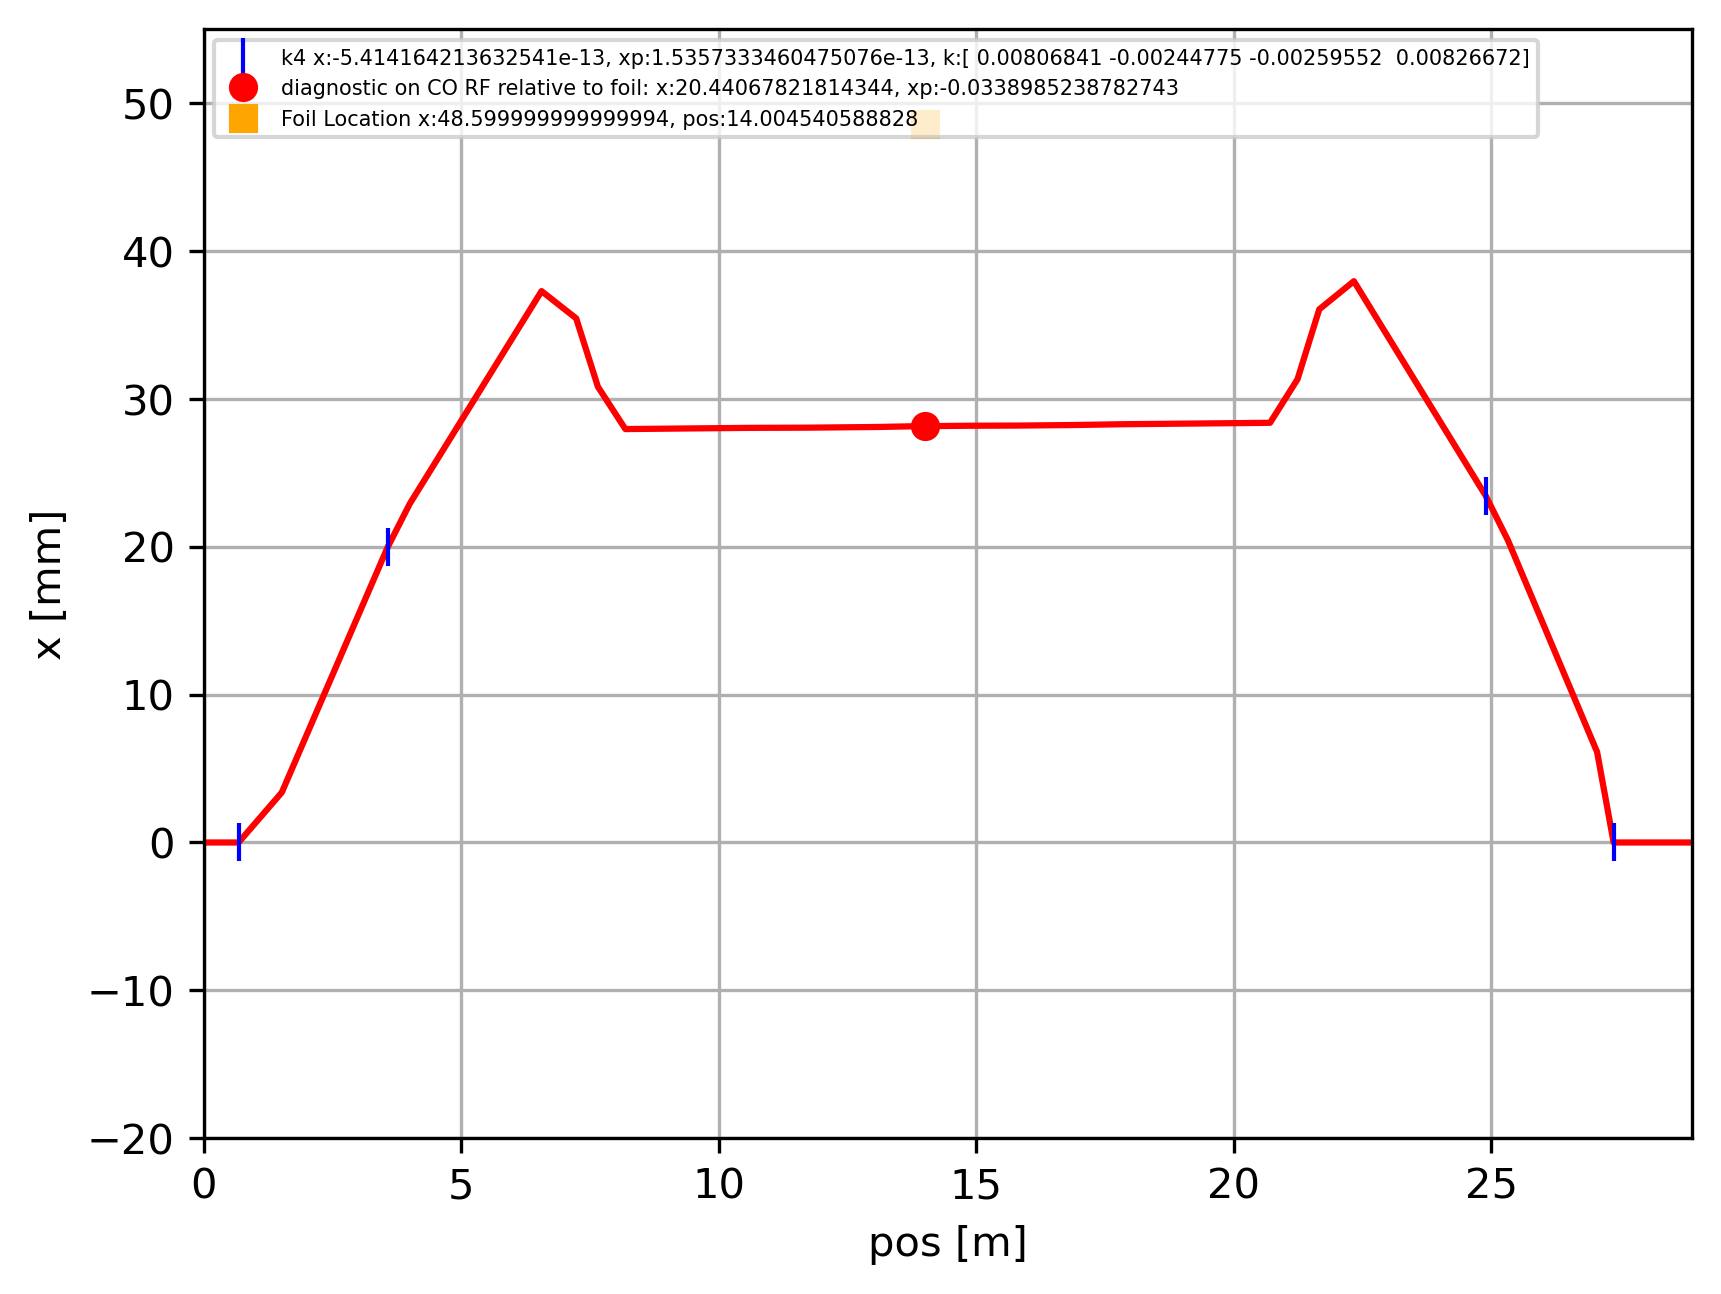 k4 x:-5.414164213632541e-13, xp:1.5357333460475076e-13, k:[ 0.00806841 -0.00244775 -0.00259552  0.00826672]
diagnostic on CO RF relative to foil: x:20.44067821814344, xp:-0.0338985238782743
Foil Location x:48.599999999999994, pos:14.004540588828
50
40
30
20
10
0
−10
−20
x [mm]
0 5 10 15 20 25
pos [m]